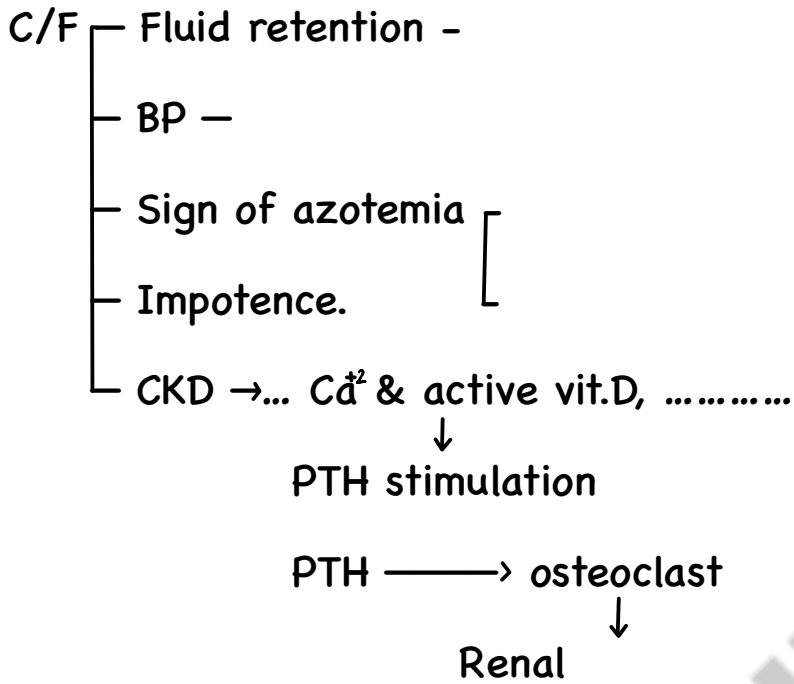 C/F — Fluid retention -
— BP —
— Sign of azotemia [
— Impotence.
— CKD →... Ca⁺² & active vit.D, ............
↓
PTH stimulation
PTH ——> osteoclast
↓
Renal